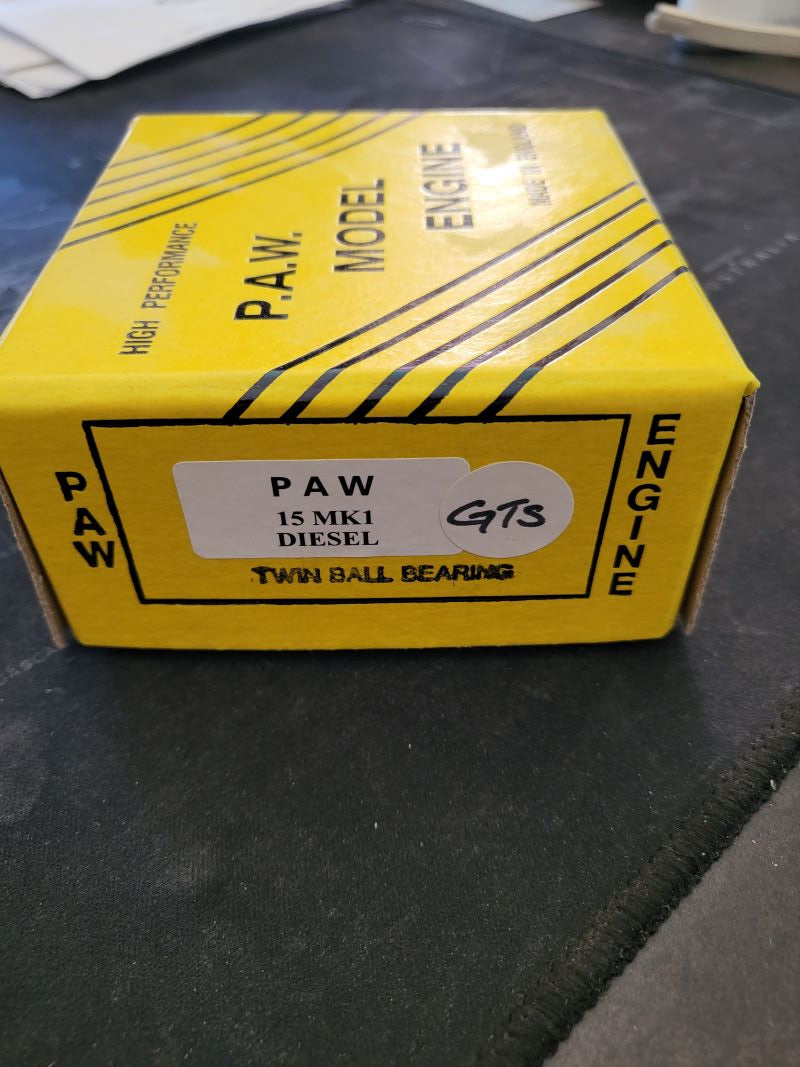 HIGH PERFORMANCE
P.A.W.
MODEL
ENGINE
MADE IN ENGLAND
PAW
PAW
15 MK1
DIESEL
GTS
TWIN BALL BEARING
ENGINE